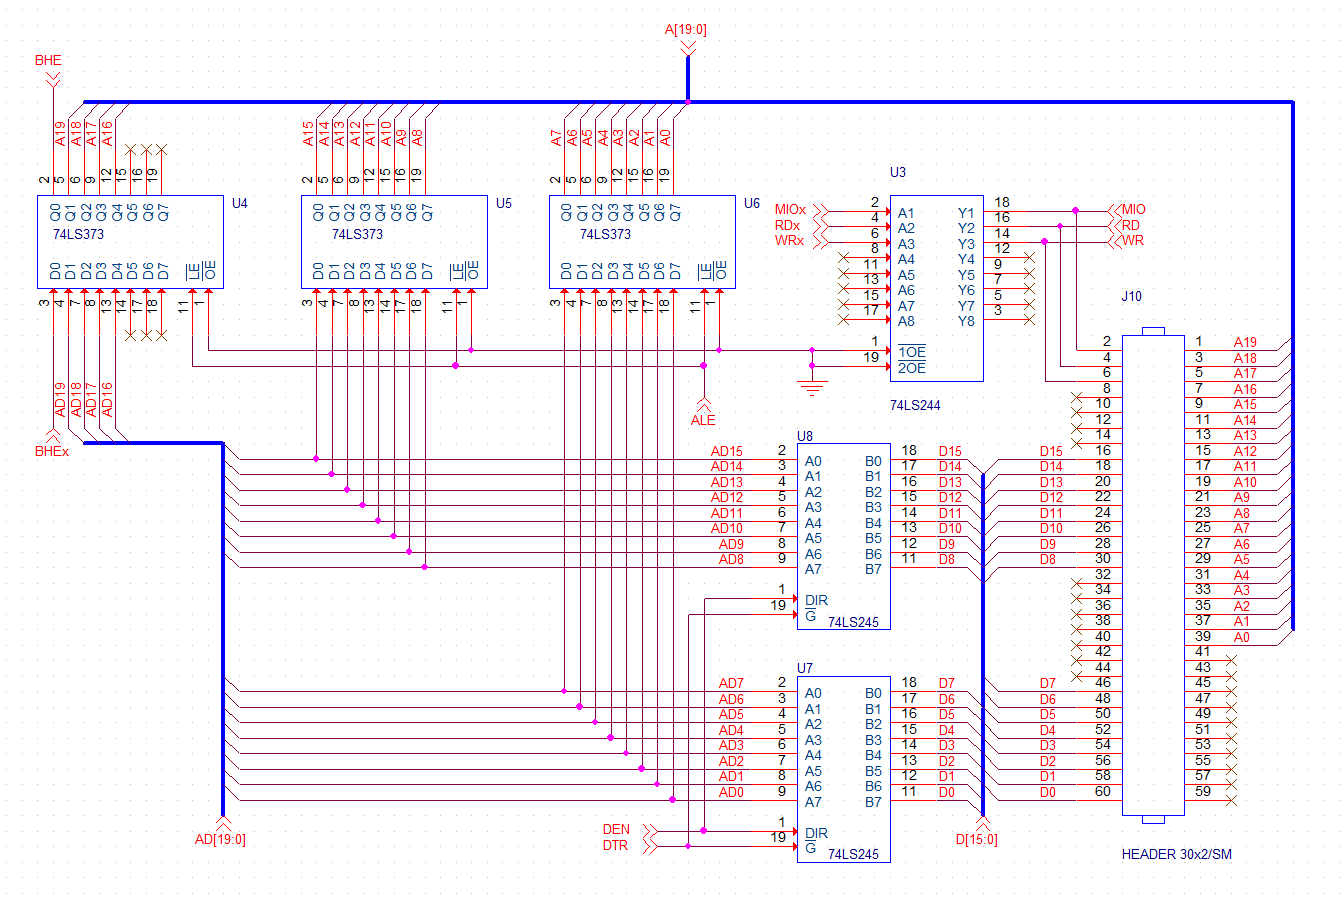 A[19:0]
BHE
A19 A18 A17 A16
A15 A14 A13 A12 A11 A10 A9 A8
A7 A6 A5 A4 A3 A2 A1 A0
2 5 6 9 12 15 16 19
2 5 6 9 12 15 16 19
2 5 6 9 12 15 16 19
Q0 Q1 Q2 Q3 Q4 Q5 Q6 Q7
U4
74LS373
D0 D1 D2 D3 D4 D5 D6 D7 LE OE
3 4 7 8 13 14 17 18 11 1
Q0 Q1 Q2 Q3 Q4 Q5 Q6 Q7
U5
74LS373
D0 D1 D2 D3 D4 D5 D6 D7 LE OE
3 4 7 8 13 14 17 18 11 1
Q0 Q1 Q2 Q3 Q4 Q5 Q6 Q7
U6
74LS373
D0 D1 D2 D3 D4 D5 D6 D7 LE OE
3 4 7 8 13 14 17 18 11 1
U3
MIOx 2 A1 Y1 18 MIO
RDx 4 A2 Y2 16 RD
WRx 6 A3 Y3 14 WR
8 A4 Y4 12
11 A5 Y5 9
13 A6 Y6 7
15 A7 Y7 5
17 A8 Y8 3
1 1OE
19 2OE
74LS244
AD19 AD18 AD17 AD16
BHEx
ALE
U8
AD15 2 A0 B0 18 D15
AD14 3 A1 B1 17 D14
AD13 4 A2 B2 16 D13
AD12 5 A3 B3 15 D12
AD11 6 A4 B4 14 D11
AD10 7 A5 B5 13 D10
AD9 8 A6 B6 12 D9
AD8 9 A7 B7 11 D8
1 DIR
19 G
74LS245
U7
AD7 2 A0 B0 18 D7
AD6 3 A1 B1 17 D6
AD5 4 A2 B2 16 D5
AD4 5 A3 B3 15 D4
AD3 6 A4 B4 14 D3
AD2 7 A5 B5 13 D2
AD1 8 A6 B6 12 D1
AD0 9 A7 B7 11 D0
DEN 1 DIR
DTR 19 G
74LS245
AD[19:0]
D[15:0]
J10
2 1 A19
4 3 A18
6 5 A17
8 7 A16
10 9 A15
12 11 A14
14 13 A13
D15 16 15 A12
D14 18 17 A11
D13 20 19 A10
D12 22 21 A9
D11 24 23 A8
D10 26 25 A7
D9 28 27 A6
D8 30 29 A5
32 31 A4
34 33 A3
36 35 A2
38 37 A1
40 39 A0
42 41
44 43
D7 46 45
D6 48 47
D5 50 49
D4 52 51
D3 54 53
D2 56 55
D1 58 57
D0 60 59
HEADER 30x2/SM